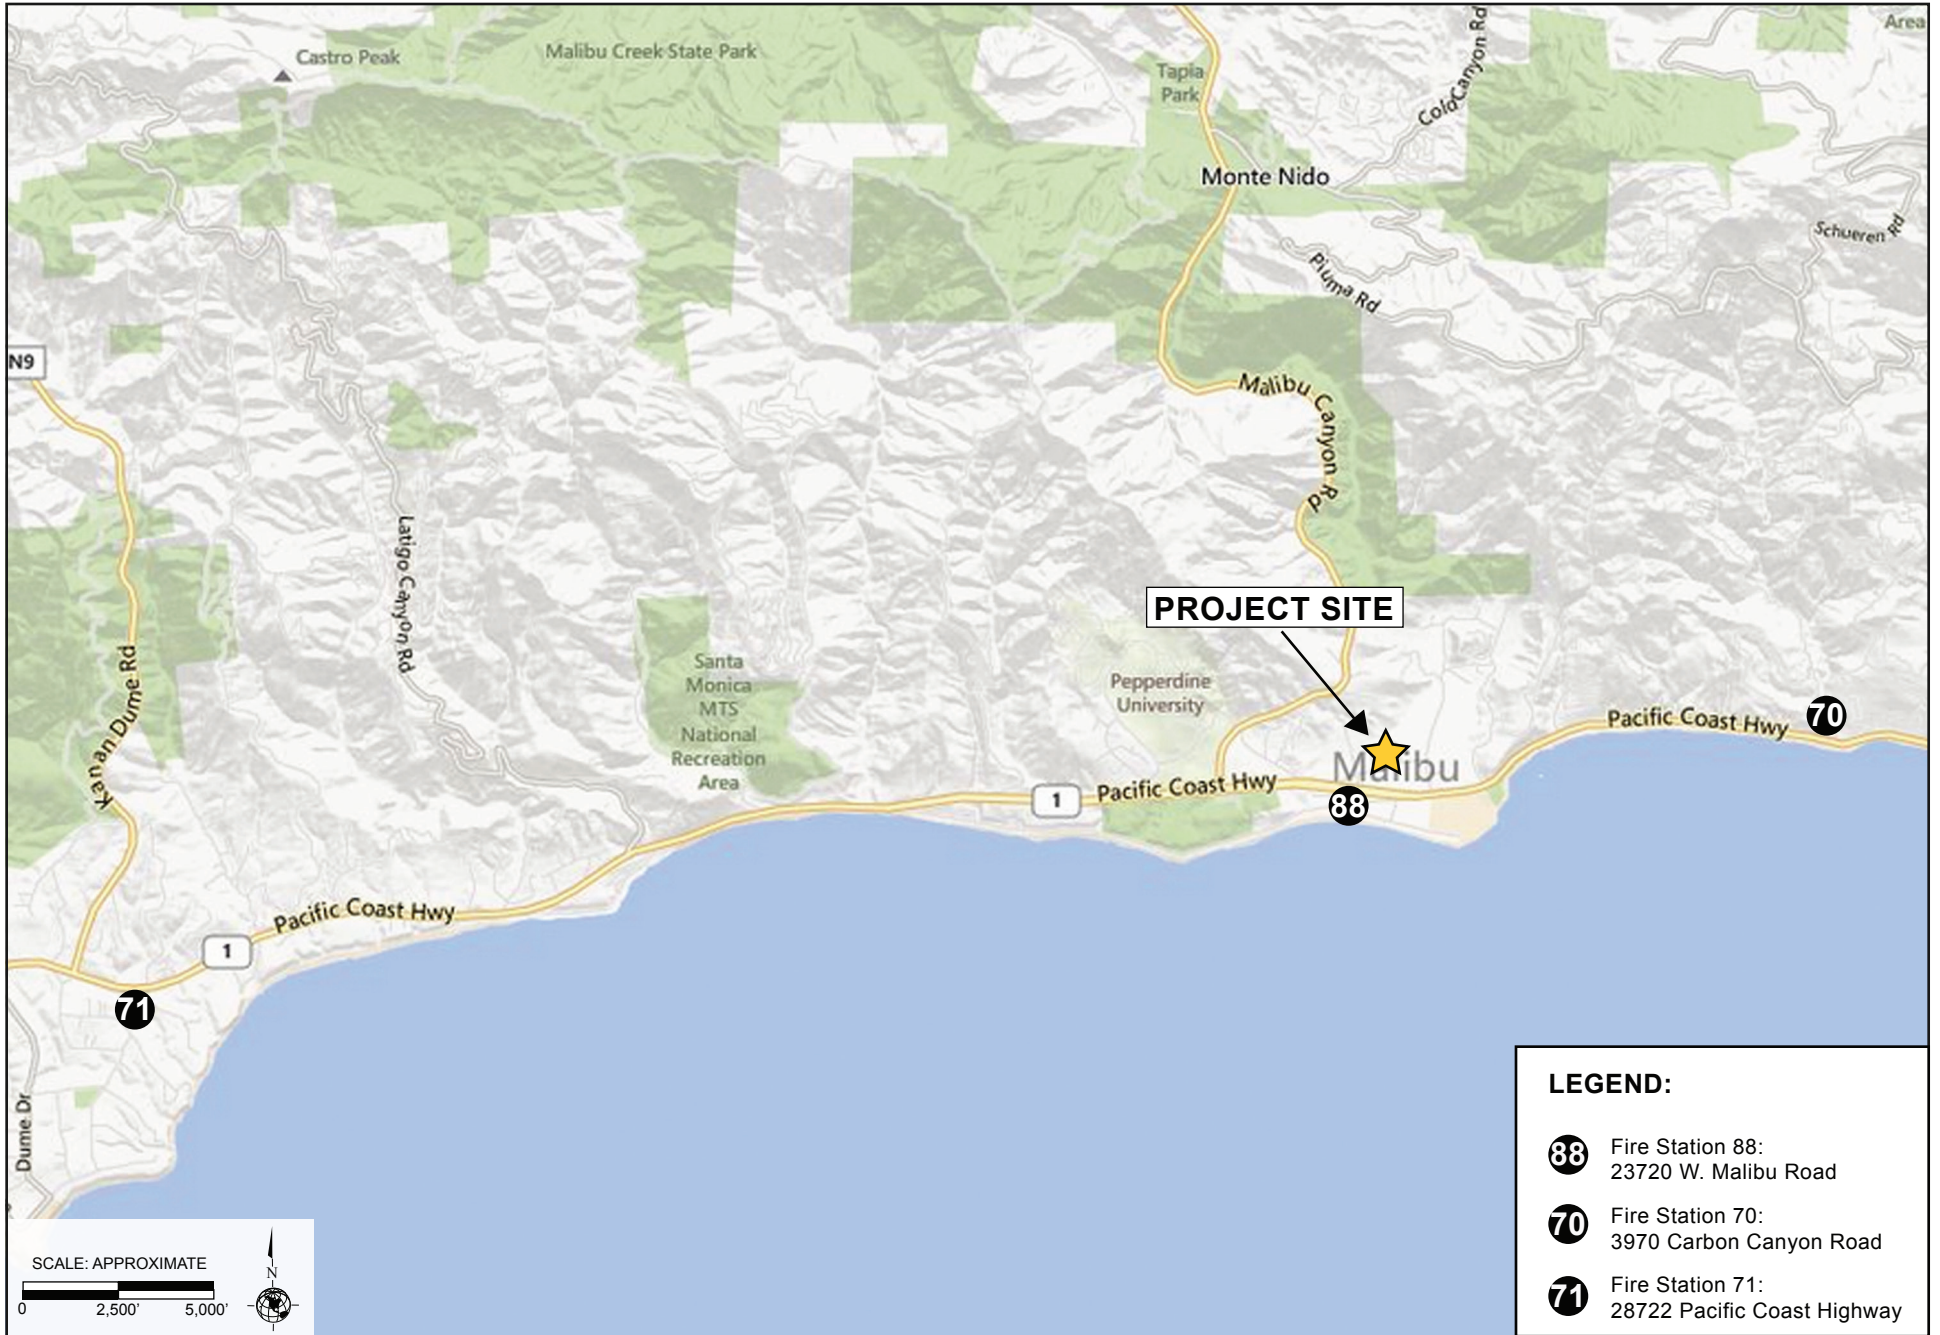 Castro Peak
Malibu Creek State Park
Tapia
Park
Cold Canyon Rd
Area
Monte Nido
Schueren Rd
Piuma Rd
N9
Malibu Canyon Rd
Latigo Canyon Rd
PROJECT SITE
Kanan Dume Rd
Santa
Monica
MTS
National
Recreation
Area
Pepperdine
University
Pacific Coast Hwy
70
Malibu
1
Pacific Coast Hwy
88
Pacific Coast Hwy
1
71
Dume Dr
SCALE: APPROXIMATE
0 2,500’ 5,000’
N
LEGEND:
88
Fire Station 88:
23720 W. Malibu Road
70
Fire Station 70:
3970 Carbon Canyon Road
71
Fire Station 71:
28722 Pacific Coast Highway